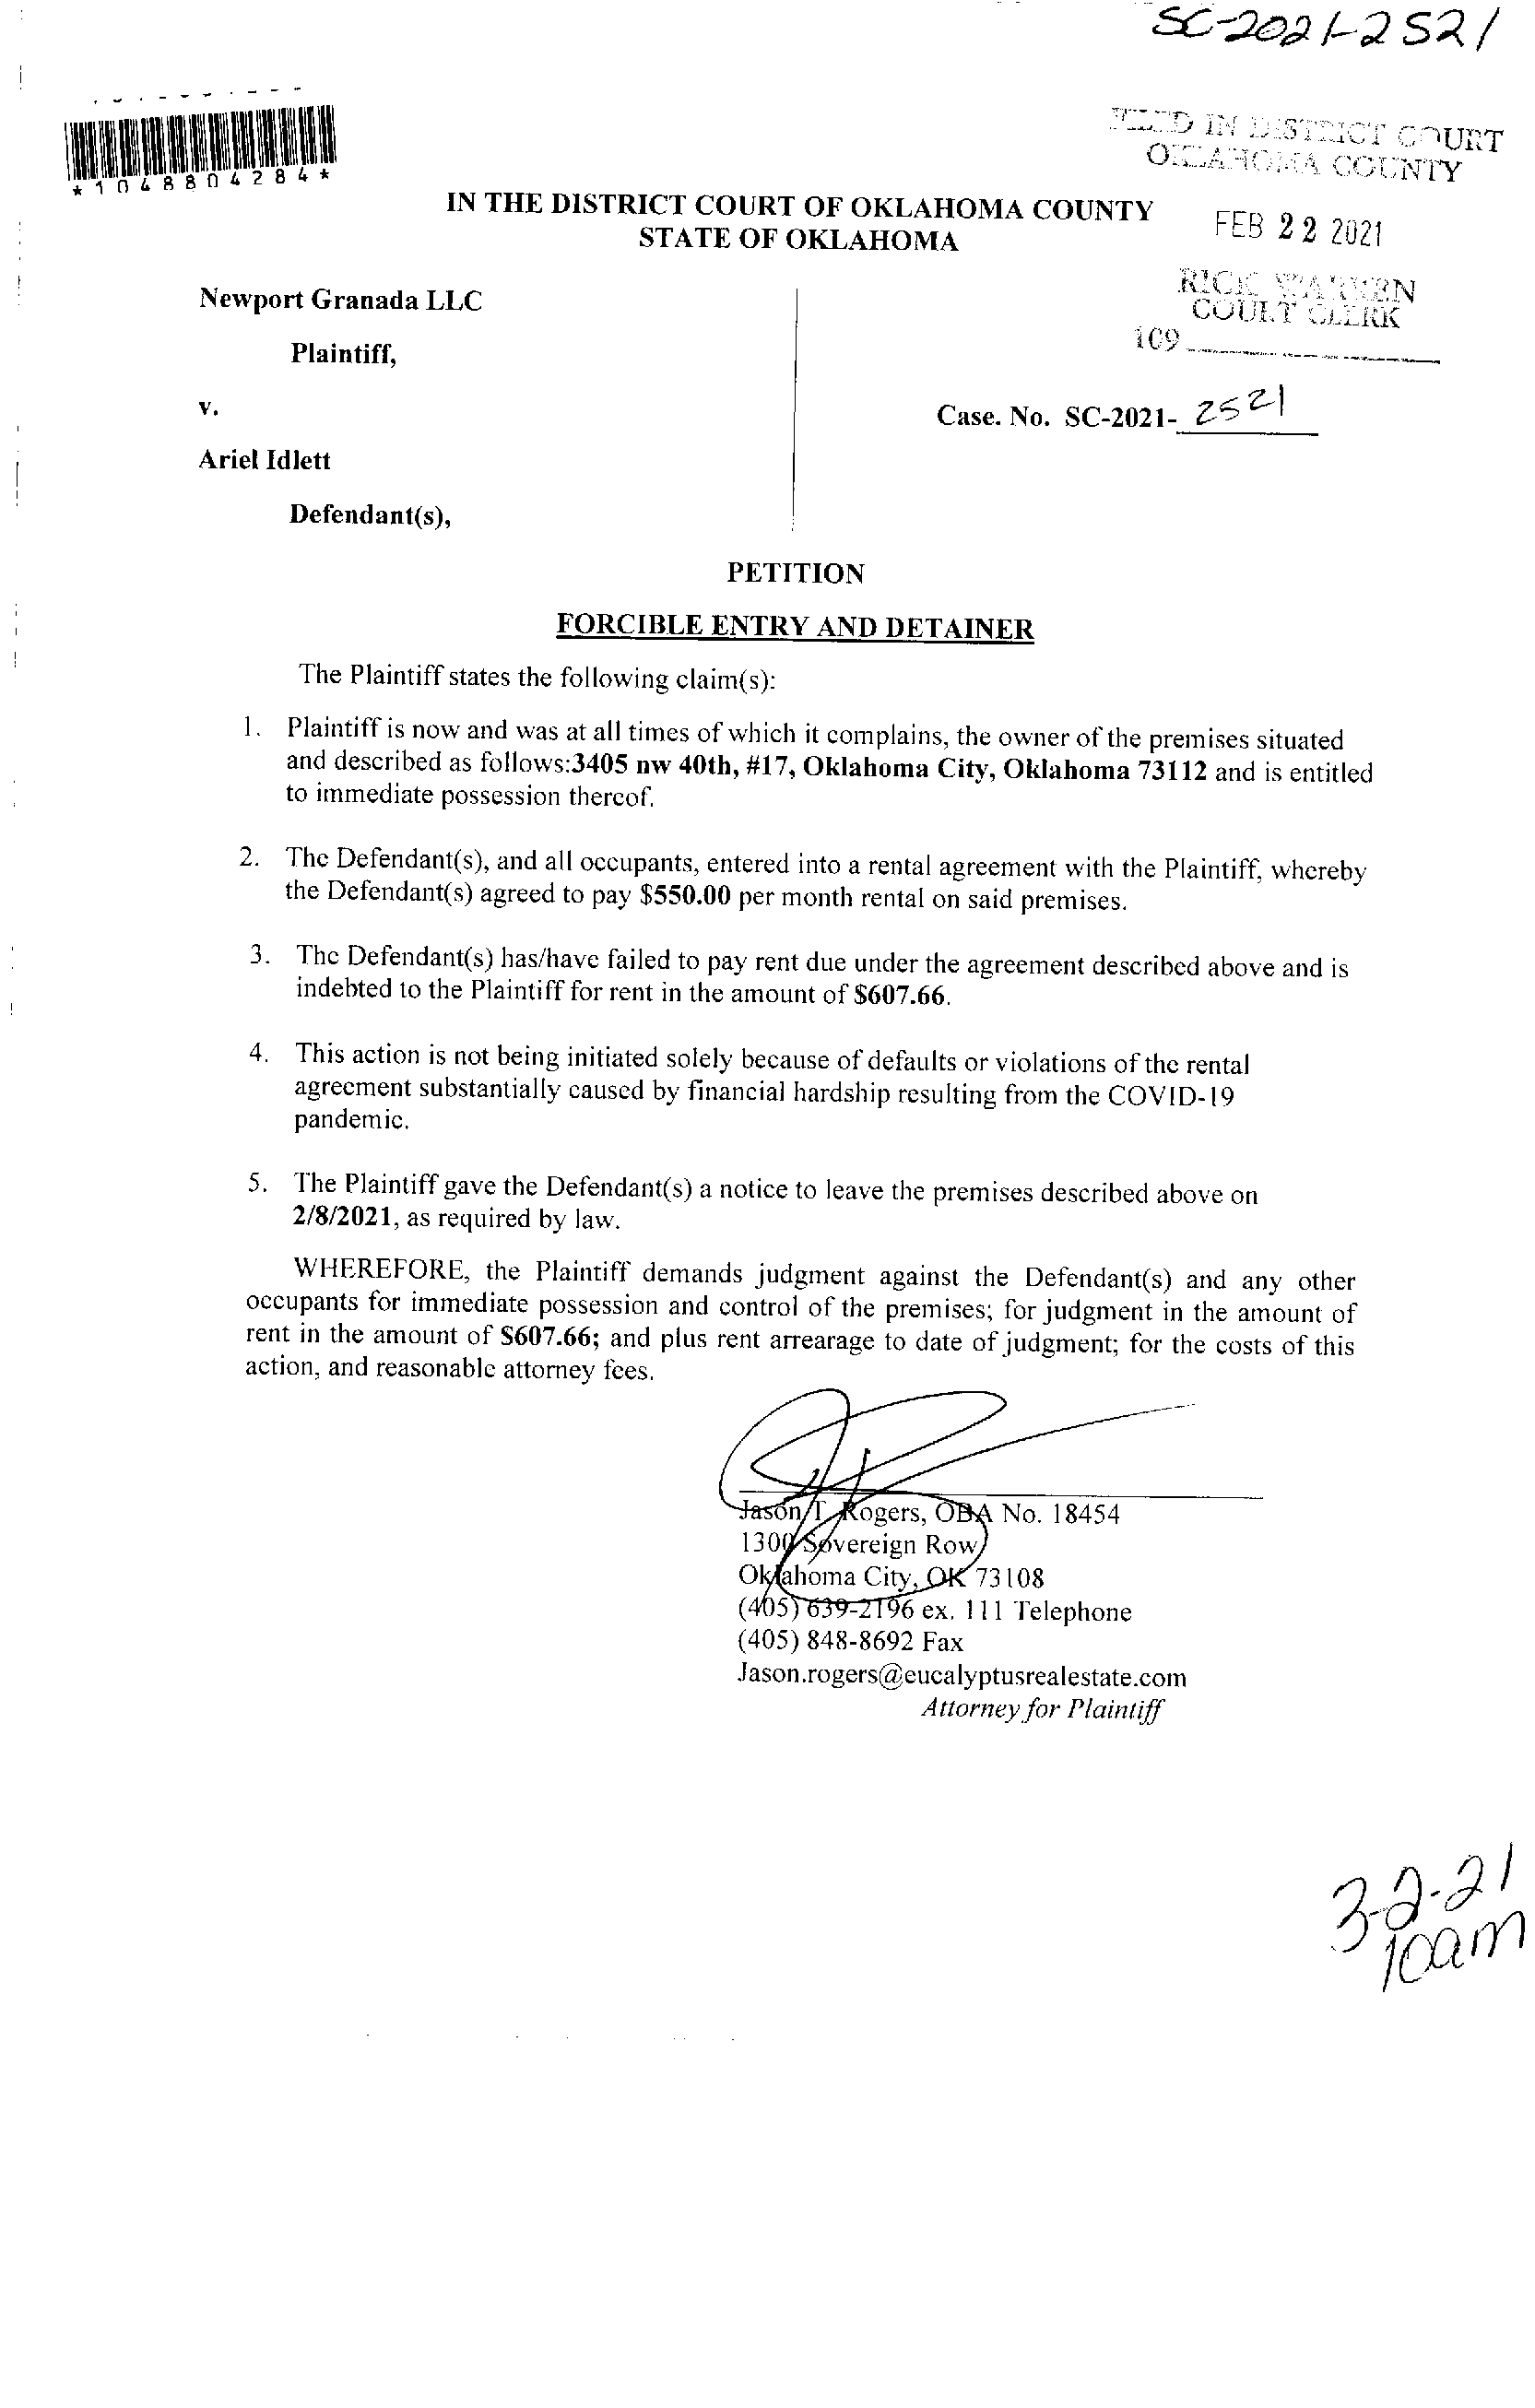 SC-2021-2521
*1048804284*
FILED IN DISTRICT COURT
OKLAHOMA COUNTY
IN THE DISTRICT COURT OF OKLAHOMA COUNTY
STATE OF OKLAHOMA
FEB 22 2021
RICK WARREN
COURT CLERK
109
Newport Granada LLC
Plaintiff,
v.
Case. No. SC-2021- 2521
Ariel Idlett
Defendant(s),
PETITION
FORCIBLE ENTRY AND DETAINER
The Plaintiff states the following claim(s):
1. Plaintiff is now and was at all times of which it complains, the owner of the premises situated
and described as follows:3405 nw 40th, #17, Oklahoma City, Oklahoma 73112 and is entitled
to immediate possession thereof.
2. The Defendant(s), and all occupants, entered into a rental agreement with the Plaintiff, whereby
the Defendant(s) agreed to pay $550.00 per month rental on said premises.
3. The Defendant(s) has/have failed to pay rent due under the agreement described above and is
indebted to the Plaintiff for rent in the amount of $607.66.
4. This action is not being initiated solely because of defaults or violations of the rental
agreement substantially caused by financial hardship resulting from the COVID-19
pandemic.
5. The Plaintiff gave the Defendant(s) a notice to leave the premises described above on
2/8/2021, as required by law.
WHEREFORE, the Plaintiff demands judgment against the Defendant(s) and any other
occupants for immediate possession and control of the premises; for judgment in the amount of
rent in the amount of $607.66; and plus rent arrearage to date of judgment; for the costs of this
action, and reasonable attorney fees.
Jason T. Rogers, OBA No. 18454
1300 Sovereign Row
Oklahoma City, OK 73108
(405) 639-2196 ex. 111 Telephone
(405) 848-8692 Fax
Jason.rogers@eucalyptusrealestate.com
Attorney for Plaintiff
3-2-21
10am